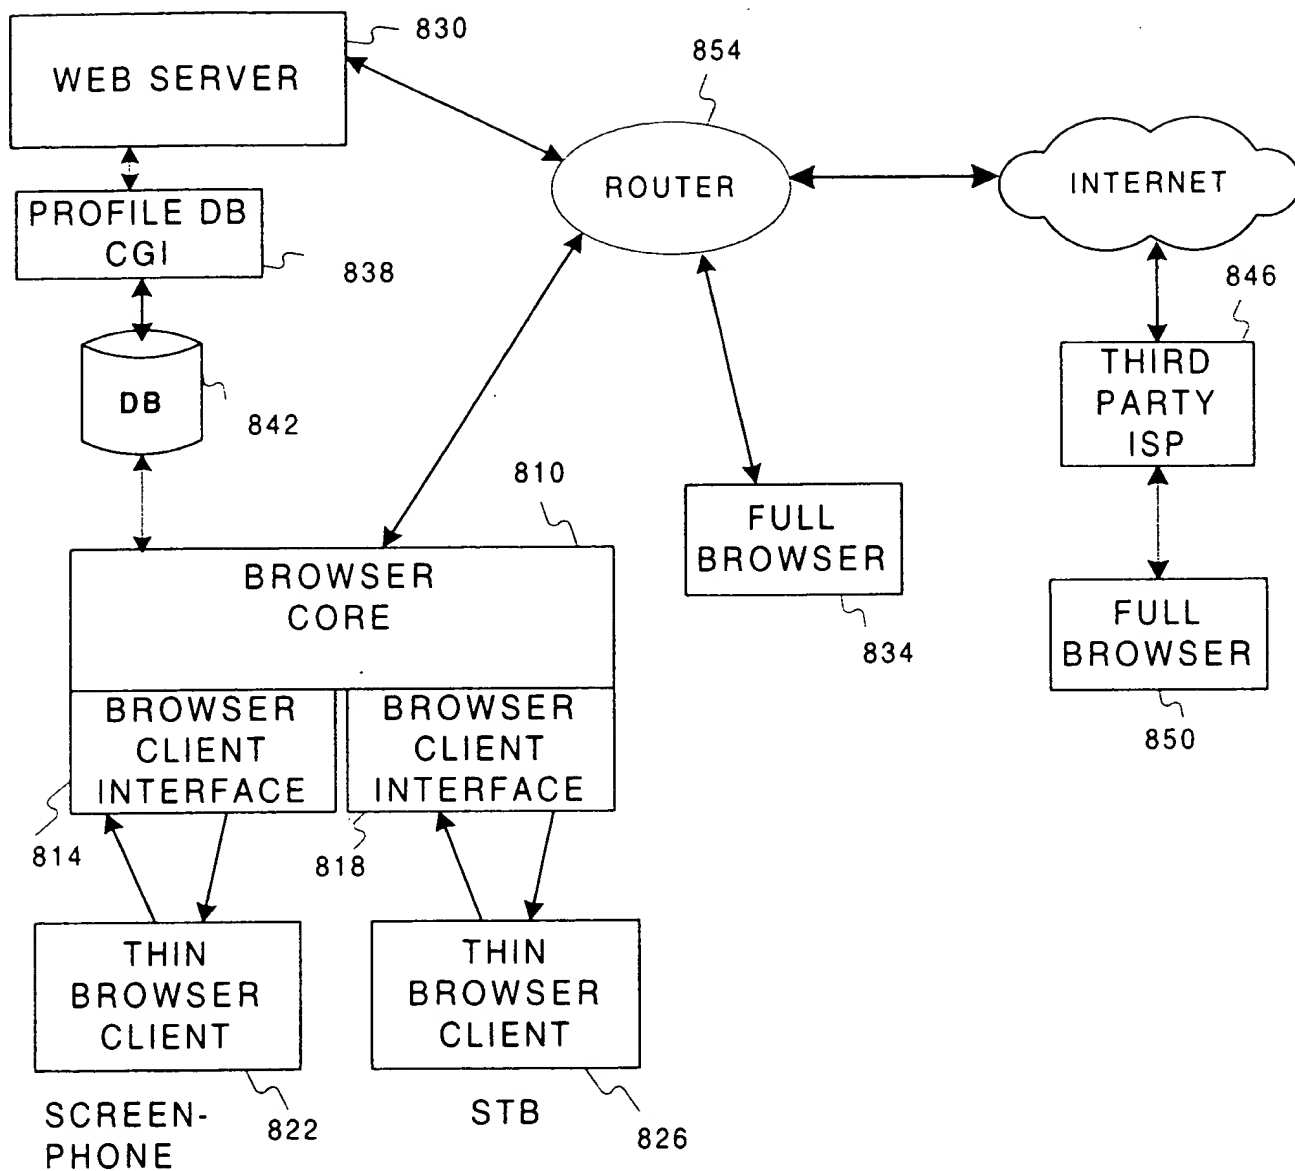 830
WEB SERVER
854
ROUTER
INTERNET
PROFILE DB
CGI
838
846
THIRD
PARTY
ISP
DB
842
810
FULL
BROWSER
834
BROWSER
CORE
FULL
BROWSER
850
BROWSER
CLIENT
INTERFACE
BROWSER
CLIENT
INTERFACE
814
818
THIN
BROWSER
CLIENT
THIN
BROWSER
CLIENT
822
826
SCREEN-
PHONE
STB